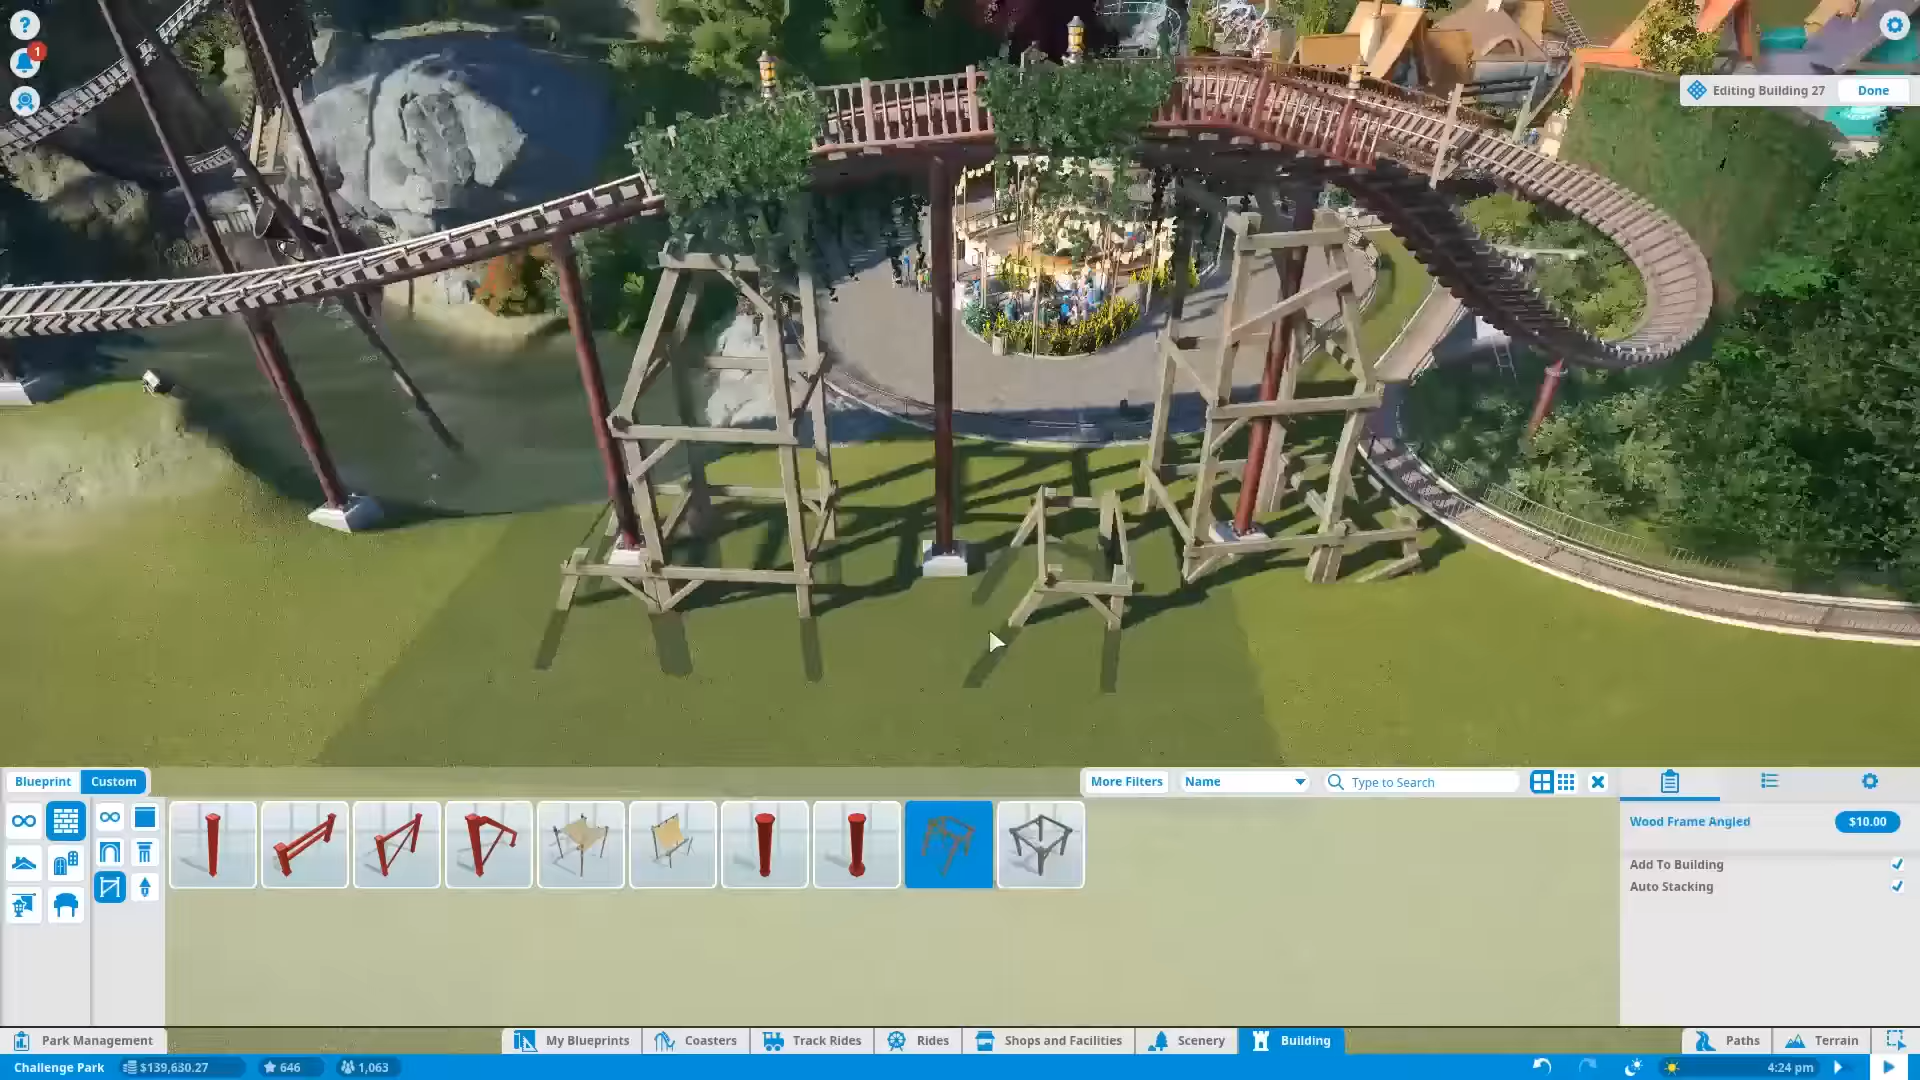 ?
1
Editing Building 27
Done
Blueprint
Custom
More Filters
Name
Type to Search
Wood Frame Angled
$10.00
Add To Building
Auto Stacking
Park Management
My Blueprints
Coasters
Track Rides
Rides
Shops and Facilities
Scenery
Building
Paths
Terrain
Challenge Park
$139,630.27
646
1,063
4:24 pm